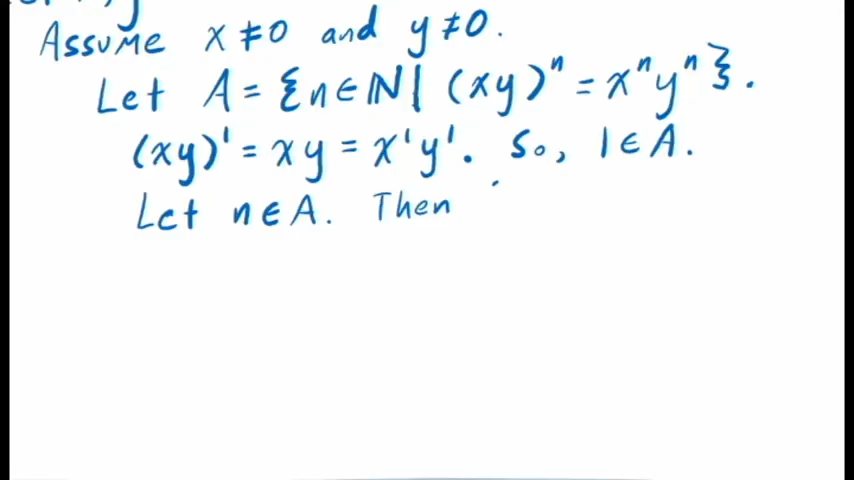 Assume x≠0 and y≠0.
Let A = {n∈ℕ| (xy)ⁿ = xⁿyⁿ}.
(xy)¹ = xy = x¹y¹. So, 1∈A.
Let n∈A. Then